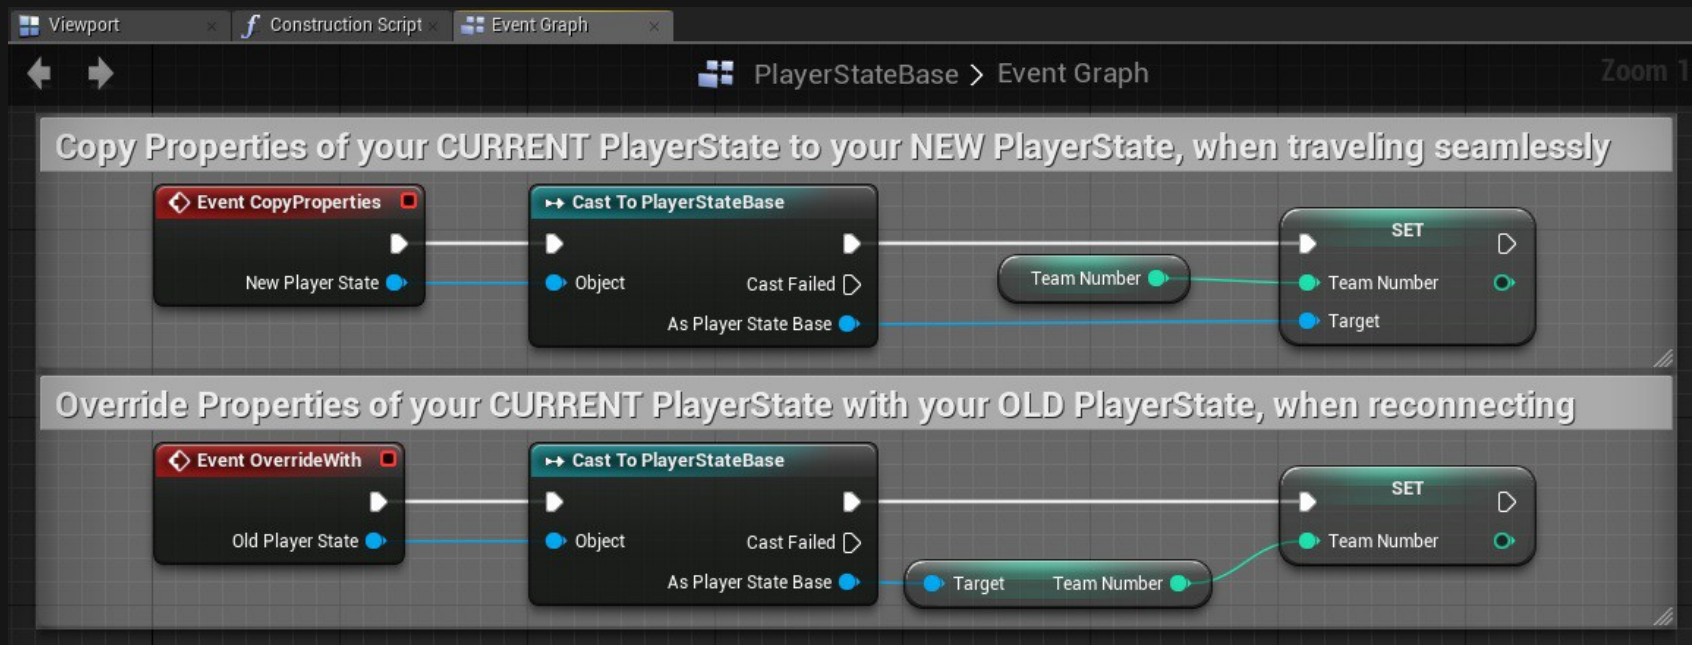 Viewport
Construction Script
Event Graph
PlayerStateBase > Event Graph
Zoom 1
Copy Properties of your CURRENT PlayerState to your NEW PlayerState, when traveling seamlessly
Event CopyProperties
New Player State
Cast To PlayerStateBase
Object
Cast Failed
As Player State Base
Team Number
SET
Team Number
Target
Override Properties of your CURRENT PlayerState with your OLD PlayerState, when reconnecting
Event OverrideWith
Old Player State
Cast To PlayerStateBase
Object
Cast Failed
As Player State Base
Target Team Number
SET
Team Number